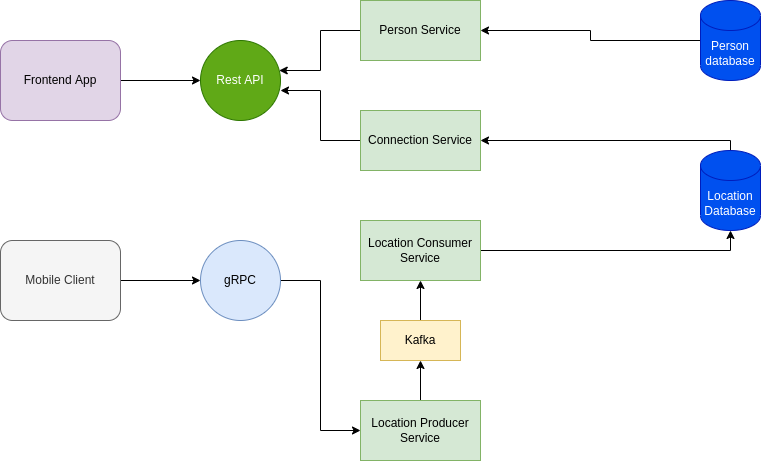 Person Service
Person
database
Frontend App
Rest API
Connection Service
Location
Database
Location Consumer
Service
Mobile Client
gRPC
Kafka
Location Producer
Service